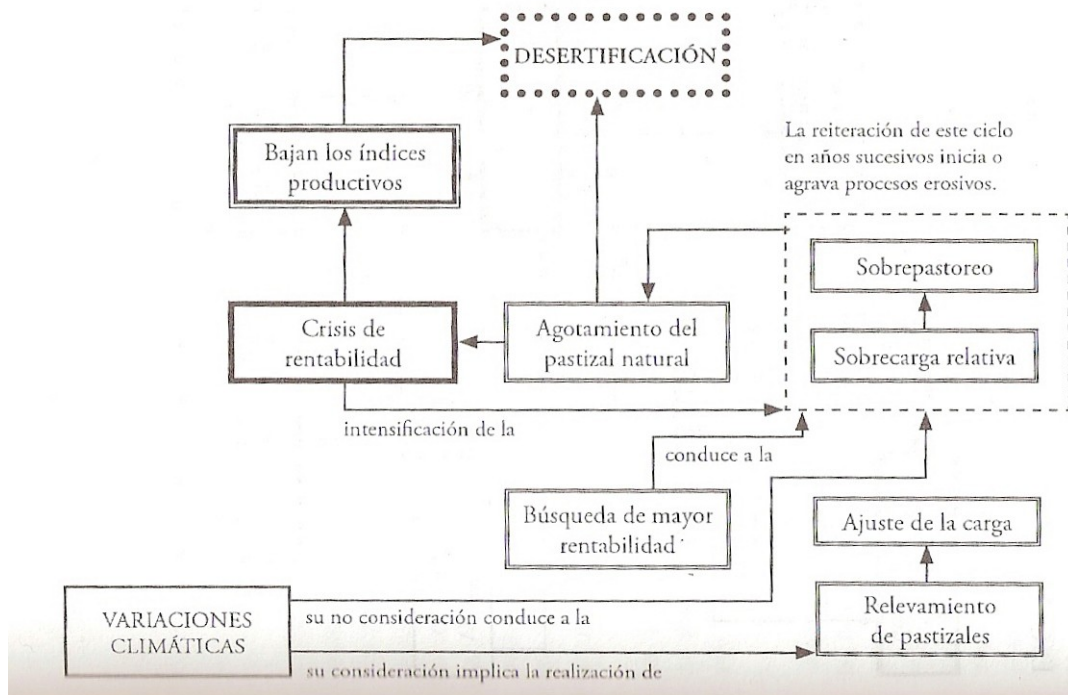 DESERTIFICACIÓN
Bajan los índices
productivos
La reiteración de este ciclo
en años sucesivos inicia o
agrava procesos erosivos.
Sobrepastoreo
Crisis de
rentabilidad
Agotamiento del
pastizal natural
Sobrecarga relativa
intensificación de la
conduce a la
Búsqueda de mayor
rentabilidad
Ajuste de la carga
VARIACIONES
CLIMÁTICAS
su no consideración conduce a la
Relevamiento
de pastizales
su consideración implica la realización de